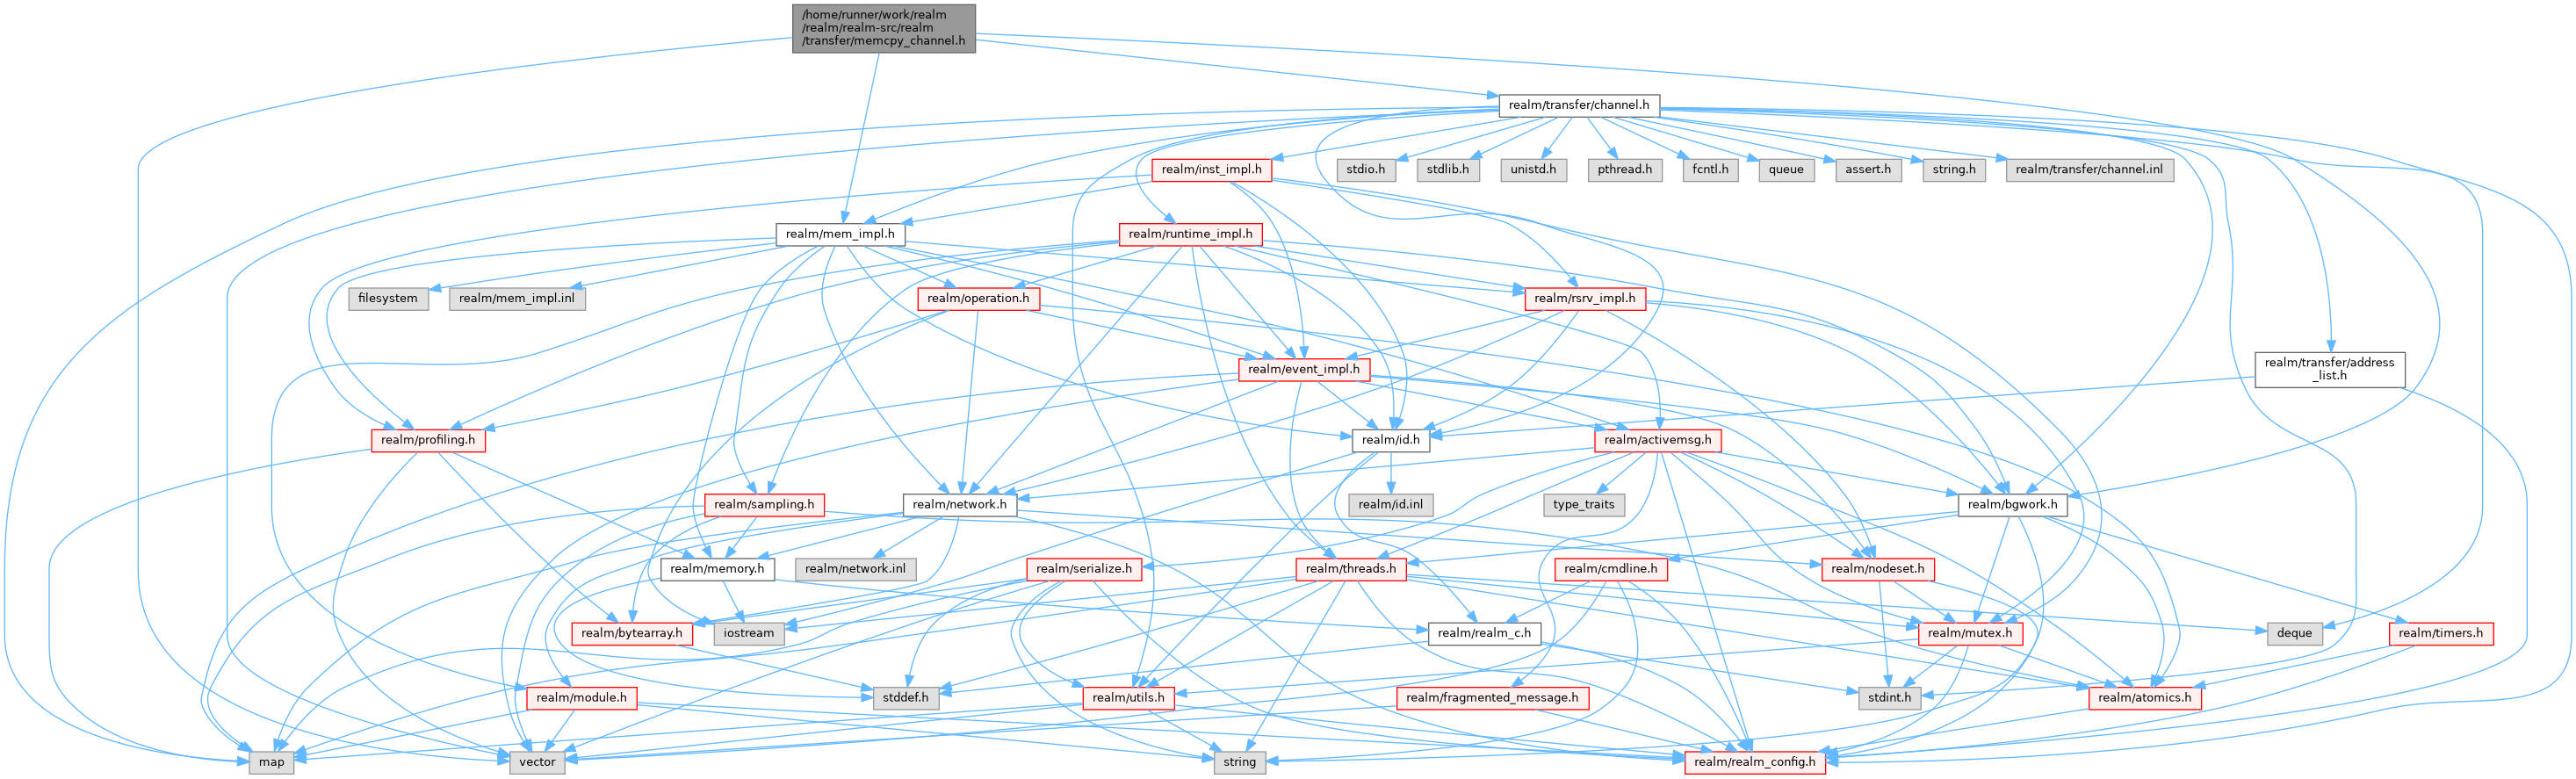 /home/runner/work/realm
/realm/realm-src/realm
/transfer/memcpy_channel.h
realm/transfer/channel.h
realm/inst_impl.h
stdio.h
stdlib.h
unistd.h
pthread.h
fcntl.h
queue
assert.h
string.h
realm/transfer/channel.inl
realm/mem_impl.h
realm/runtime_impl.h
filesystem
realm/mem_impl.inl
realm/operation.h
realm/rsrv_impl.h
realm/event_impl.h
realm/transfer/address
_list.h
realm/profiling.h
realm/id.h
realm/activemsg.h
realm/sampling.h
realm/network.h
realm/id.inl
type_traits
realm/bgwork.h
realm/memory.h
realm/network.inl
realm/serialize.h
realm/threads.h
realm/cmdline.h
realm/nodeset.h
realm/bytearray.h
iostream
realm/realm_c.h
realm/mutex.h
deque
realm/timers.h
realm/module.h
stddef.h
realm/utils.h
realm/fragmented_message.h
stdint.h
realm/atomics.h
map
vector
string
realm/realm_config.h